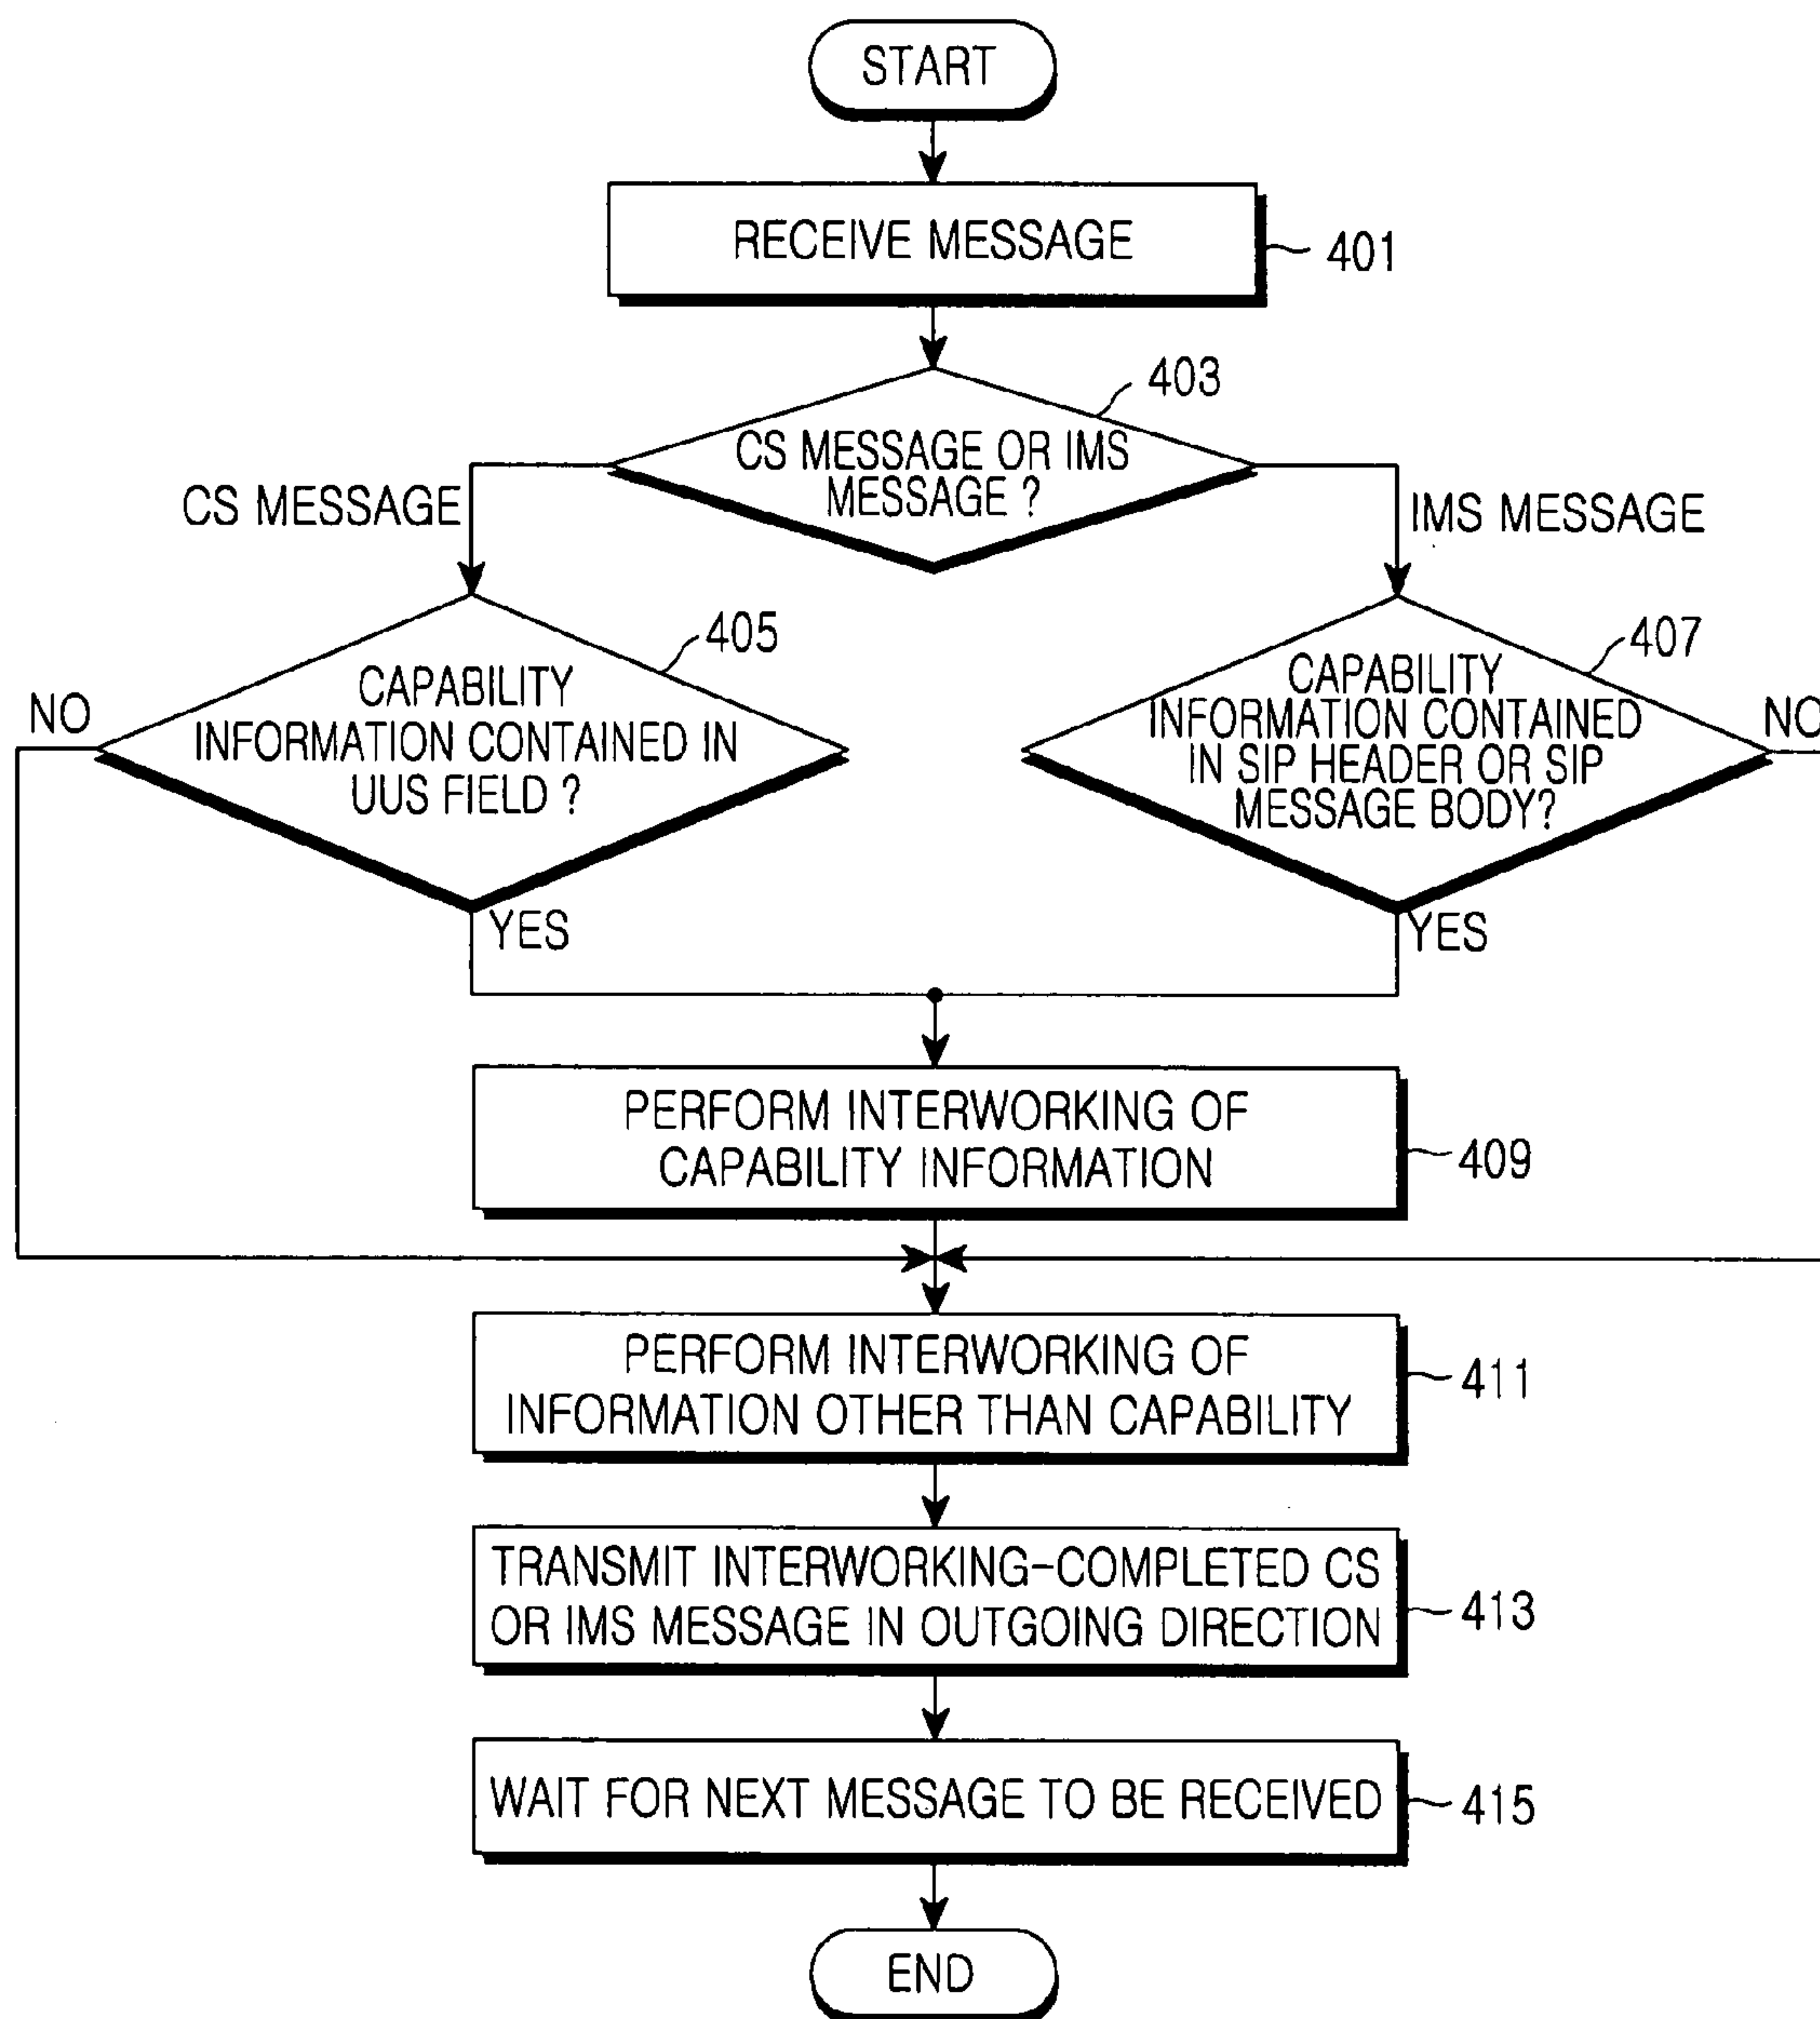 START
RECEIVE MESSAGE
401
403
CS MESSAGE OR IMS
MESSAGE ?
CS MESSAGE
IMS MESSAGE
405
CAPABILITY
INFORMATION CONTAINED IN
UUS FIELD ?
NO
YES
407
CAPABILITY
INFORMATION CONTAINED
IN SIP HEADER OR SIP
MESSAGE BODY?
NO
YES
PERFORM INTERWORKING OF
CAPABILITY INFORMATION
409
PERFORM INTERWORKING OF
INFORMATION OTHER THAN CAPABILITY
411
TRANSMIT INTERWORKING-COMPLETED CS
OR IMS MESSAGE IN OUTGOING DIRECTION
413
WAIT FOR NEXT MESSAGE TO BE RECEIVED
415
END